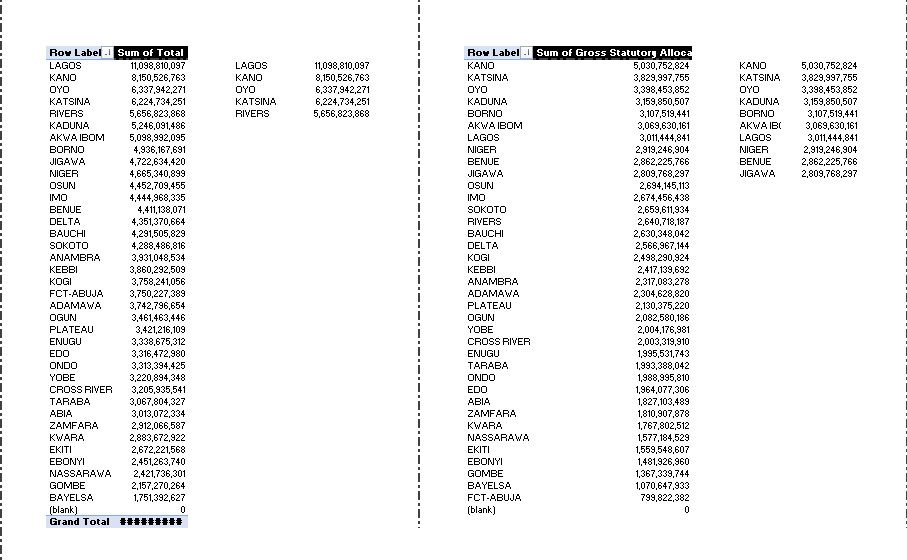 Row Label Sum of Total
LAGOS 11,098,810,097
KANO 8,150,526,763
OYO 6,337,942,271
KATSINA 6,224,734,251
RIVERS 5,656,823,868
KADUNA 5,246,091,486
AKWA IBOM 5,098,992,095
BORNO 4,936,167,691
JIGAWA 4,722,634,420
NIGER 4,665,340,899
OSUN 4,452,709,455
IMO 4,444,968,335
BENUE 4,411,138,071
DELTA 4,351,370,664
BAUCHI 4,291,505,829
SOKOTO 4,288,486,816
ANAMBRA 3,931,048,534
KEBBI 3,860,292,509
KOGI 3,758,241,056
FCT-ABUJA 3,750,227,389
ADAMAWA 3,742,796,654
OGUN 3,461,463,446
PLATEAU 3,421,216,109
ENUGU 3,338,675,312
EDO 3,316,472,980
ONDO 3,313,394,425
YOBE 3,220,894,348
CROSS RIVER 3,205,935,541
TARABA 3,067,804,327
ABIA 3,013,072,334
ZAMFARA 2,912,066,587
KWARA 2,883,672,922
EKITI 2,672,221,568
EBONYI 2,451,263,740
NASSARAWA 2,421,736,301
GOMBE 2,157,270,264
BAYELSA 1,751,392,627
(blank) 0
Grand Total #########
LAGOS 11,098,810,097
KANO 8,150,526,763
OYO 6,337,942,271
KATSINA 6,224,734,251
RIVERS 5,656,823,868
Row Label Sum of Gross Statutory Alloca
KANO 5,030,752,824
KATSINA 3,829,997,755
OYO 3,398,453,852
KADUNA 3,159,850,507
BORNO 3,107,519,441
AKWA IBOM 3,069,630,161
LAGOS 3,011,444,841
NIGER 2,919,246,904
BENUE 2,862,225,766
JIGAWA 2,809,768,297
OSUN 2,694,145,113
IMO 2,674,456,438
SOKOTO 2,659,611,934
RIVERS 2,640,718,187
BAUCHI 2,630,348,042
DELTA 2,566,967,144
KOGI 2,498,290,924
KEBBI 2,417,139,692
ANAMBRA 2,317,083,278
ADAMAWA 2,304,628,820
PLATEAU 2,130,375,220
OGUN 2,082,580,186
YOBE 2,004,176,981
CROSS RIVER 2,003,319,910
ENUGU 1,995,531,743
TARABA 1,993,388,042
ONDO 1,988,995,810
EDO 1,964,077,306
ABIA 1,827,103,489
ZAMFARA 1,810,907,878
KWARA 1,767,802,512
NASSARAWA 1,577,184,529
EKITI 1,559,548,607
EBONYI 1,481,926,960
GOMBE 1,367,339,744
BAYELSA 1,070,647,933
FCT-ABUJA 799,822,382
(blank) 0
KANO 5,030,752,824
KATSINA 3,829,997,755
OYO 3,398,453,852
KADUNA 3,159,850,507
BORNO 3,107,519,441
AKWA IB( 3,069,630,161
LAGOS 3,011,444,841
NIGER 2,919,246,904
BENUE 2,862,225,766
JIGAWA 2,809,768,297